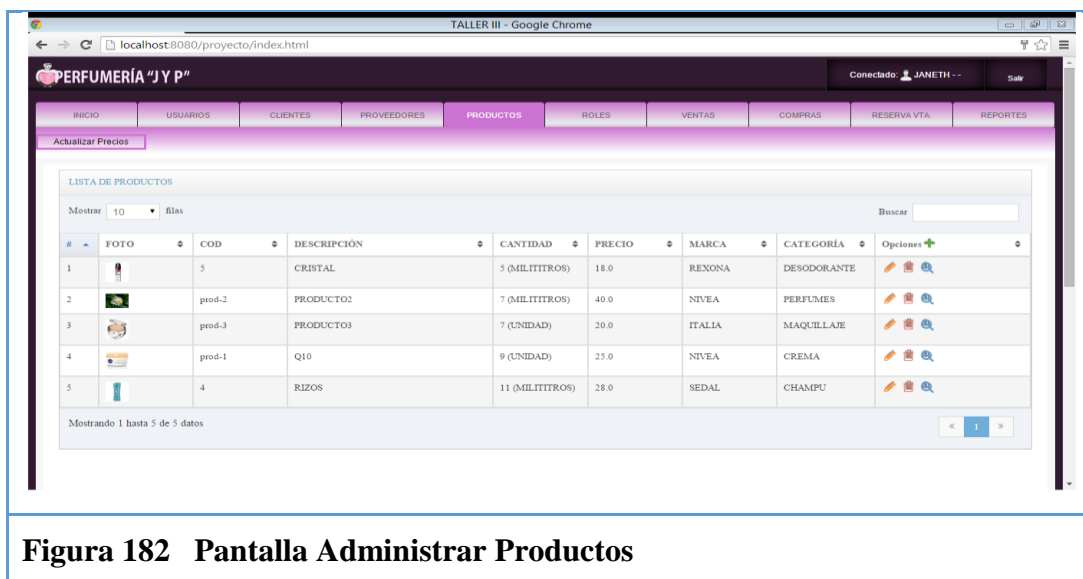 TALLER III - Google Chrome
localhost:8080/proyecto/index.html
PERFUMERÍA “J Y P”
Conectado: JANETH - -
Salir
INICIO USUARIOS CLIENTES PROVEEDORES PRODUCTOS ROLES VENTAS COMPRAS RESERVA VTA. REPORTES
Actualizar Precios
LISTA DE PRODUCTOS
Mostrar 10 filas
Buscar
# FOTO COD DESCRIPCIÓN CANTIDAD PRECIO MARCA CATEGORÍA Opciones
1 5 CRISTAL 5 (MILITITROS) 18.0 REXONA DESODORANTE
2 prod-2 PRODUCTO2 7 (MILITITROS) 40.0 NIVEA PERFUMES
3 prod-3 PRODUCTO3 7 (UNIDAD) 20.0 ITALIA MAQUILLAJE
4 prod-1 Q10 9 (UNIDAD) 25.0 NIVEA CREMA
5 4 RIZOS 11 (MILITITROS) 28.0 SEDAL CHAMPU
Mostrando 1 hasta 5 de 5 datos
« 1 »
Figura 182 Pantalla Administrar Productos